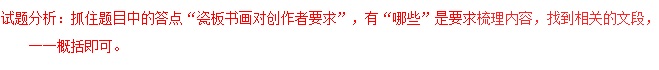 试题分析：抓住题目中的答点“瓷板书画对创作者要求”，有“哪些”是要求梳理内容，找到相关的文段，
一一概括即可。